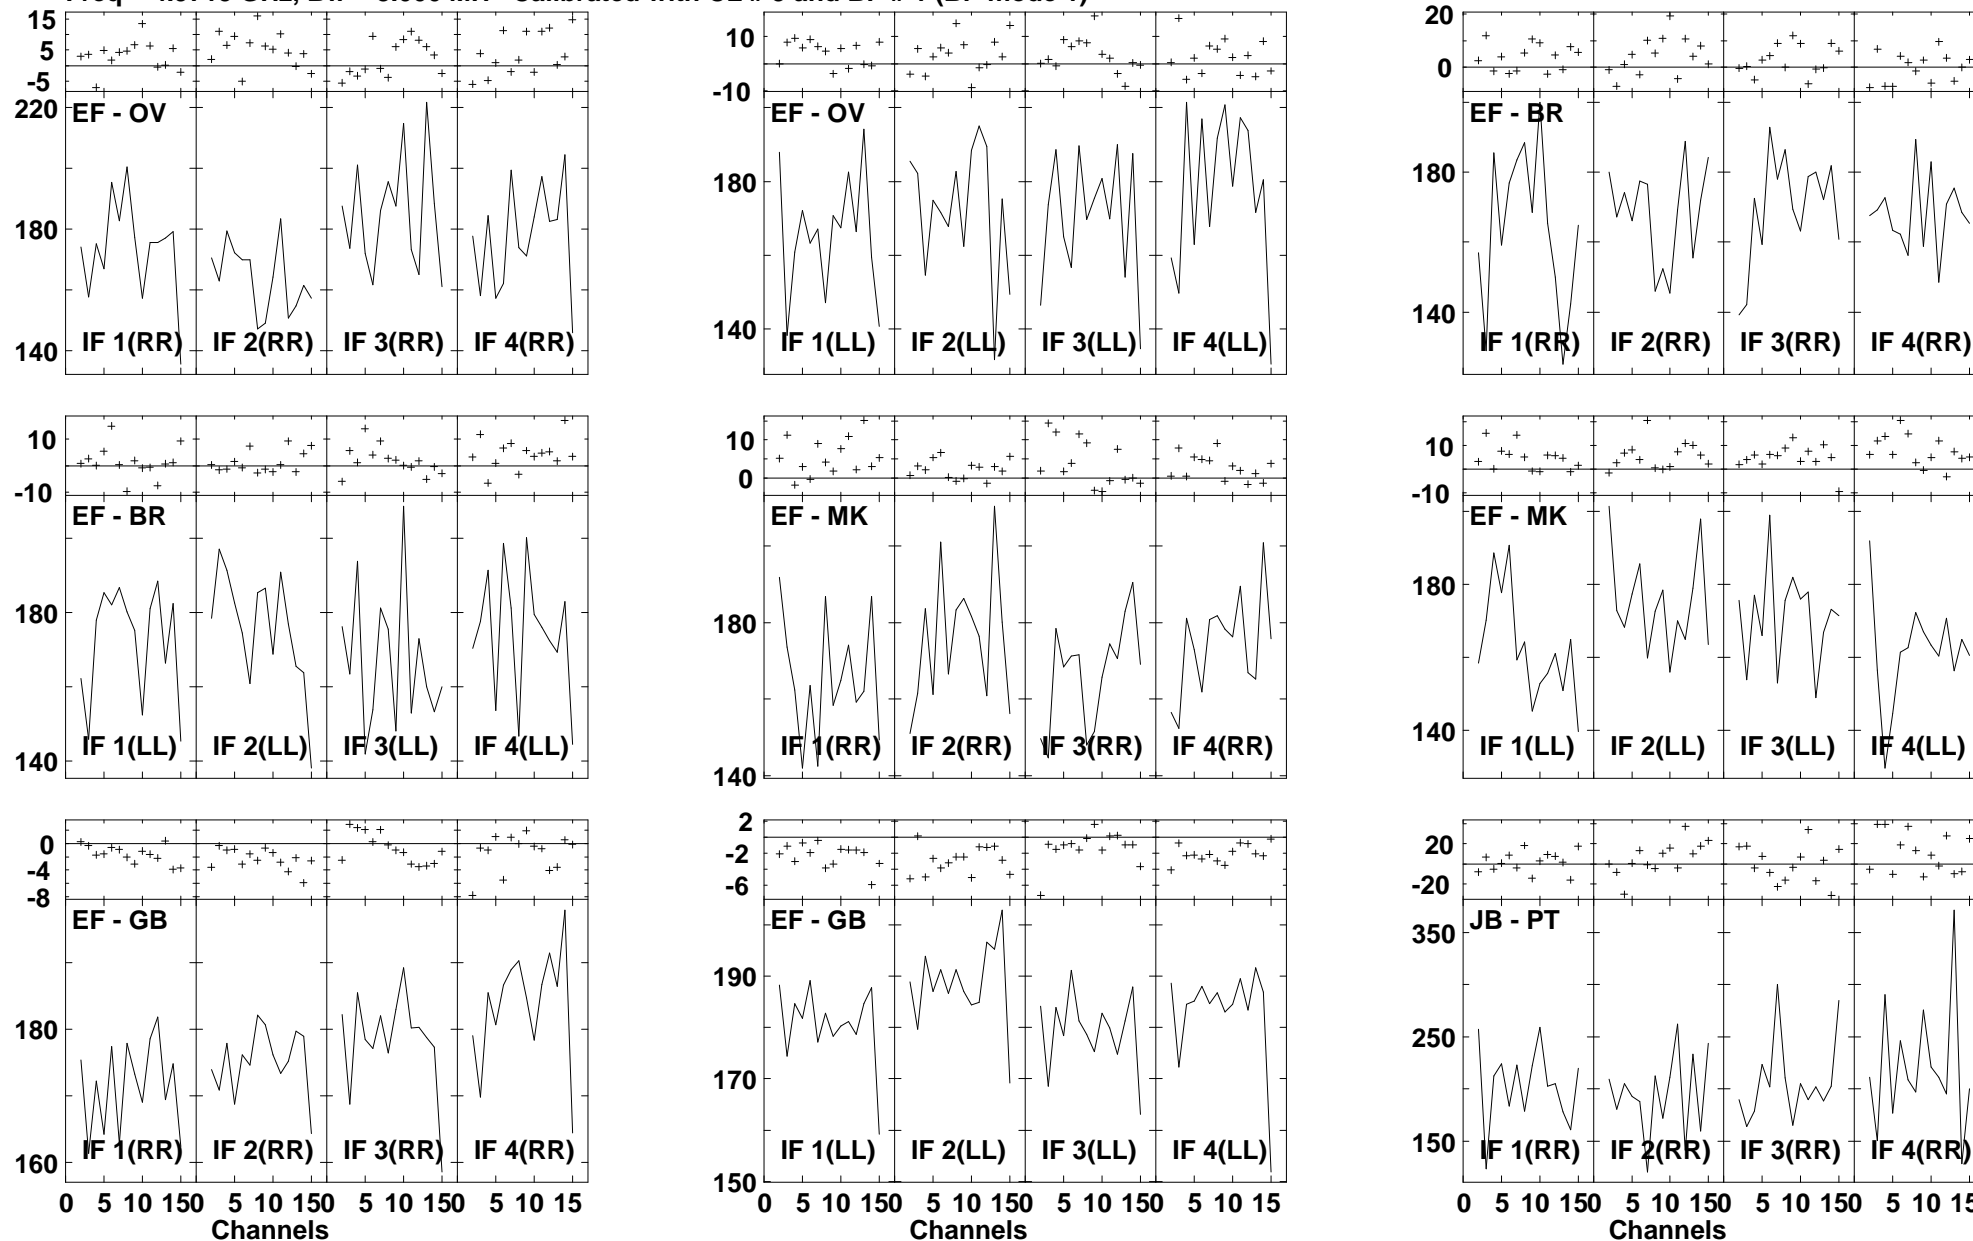 15
5
-5
220
180
140
EF - OV
IF 1(RR)
IF 2(RR)
IF 3(RR)
IF 4(RR)
10
-10
180
140
EF - OV
IF 1(LL)
IF 2(LL)
IF 3(LL)
IF 4(LL)
20
0
180
140
EF - BR
IF 1(RR)
IF 2(RR)
IF 3(RR)
IF 4(RR)
10
-10
180
140
EF - BR
IF 1(LL)
IF 2(LL)
IF 3(LL)
IF 4(LL)
10
0
180
140
EF - MK
IF 1(RR)
IF 2(RR)
IF 3(RR)
IF 4(RR)
10
-10
180
140
EF - MK
IF 1(LL)
IF 2(LL)
IF 3(LL)
IF 4(LL)
0
-4
-8
180
160
EF - GB
IF 1(RR)
IF 2(RR)
IF 3(RR)
IF 4(RR)
0 5 10 150 5 10 150 5 10 150 5 10 15
Channels
2
-2
-6
190
170
150
EF - GB
IF 1(LL)
IF 2(LL)
IF 3(LL)
IF 4(LL)
0 5 10 150 5 10 150 5 10 150 5 10 15
Channels
20
-20
350
250
150
JB - PT
IF 1(RR)
IF 2(RR)
IF 3(RR)
IF 4(RR)
0 5 10 150 5 10 150 5 10 150 5 10 15
Channels